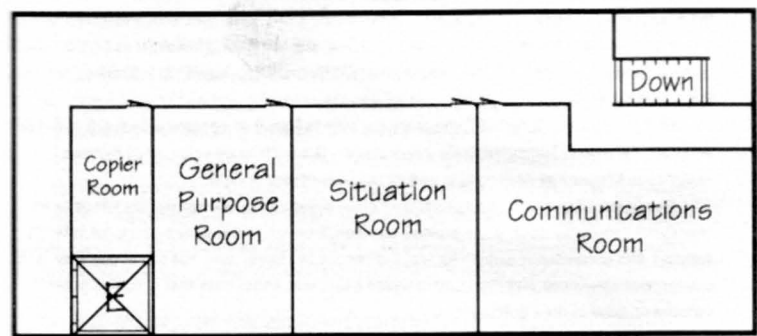 Down
Copier
Room
General
Purpose
Room
Situation
Room
Communications
Room
E